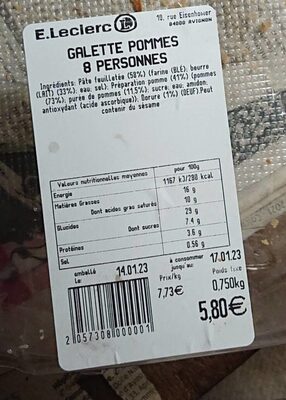 E.Leclerc L
10, rue Eisenhower
84000 AVIGNON
GALETTE POMMES
8 PERSONNES
Ingrédients: Pâte feuilletée (58%) (farine (BLE); beurre
(LAIT) (33%); eau; sel); Préparation pomme (41%) (pommes
(73%), purée de pommes (11,5%); sucre; eau; amidon;
antioxydant (acide ascorbique)). Dorure (1%) (OEUF).Peut
contenir du sésame
Valeurs nutritionnelles moyennes pour 100g
Energie 1167 kJ/280 kcal
Matières Grasses 16 g
Dont acides gras saturés 10 g
Glucides 29 g
Dont sucres 7.4 g
Protéines 3.6 g
Sel 0.56 g
emballé le 14.01.23
à consommer jusqu'au: 17.01.23
Prix/kg Poids fixe
7,73€ 0,750kg
5,80€
2 057308 000001